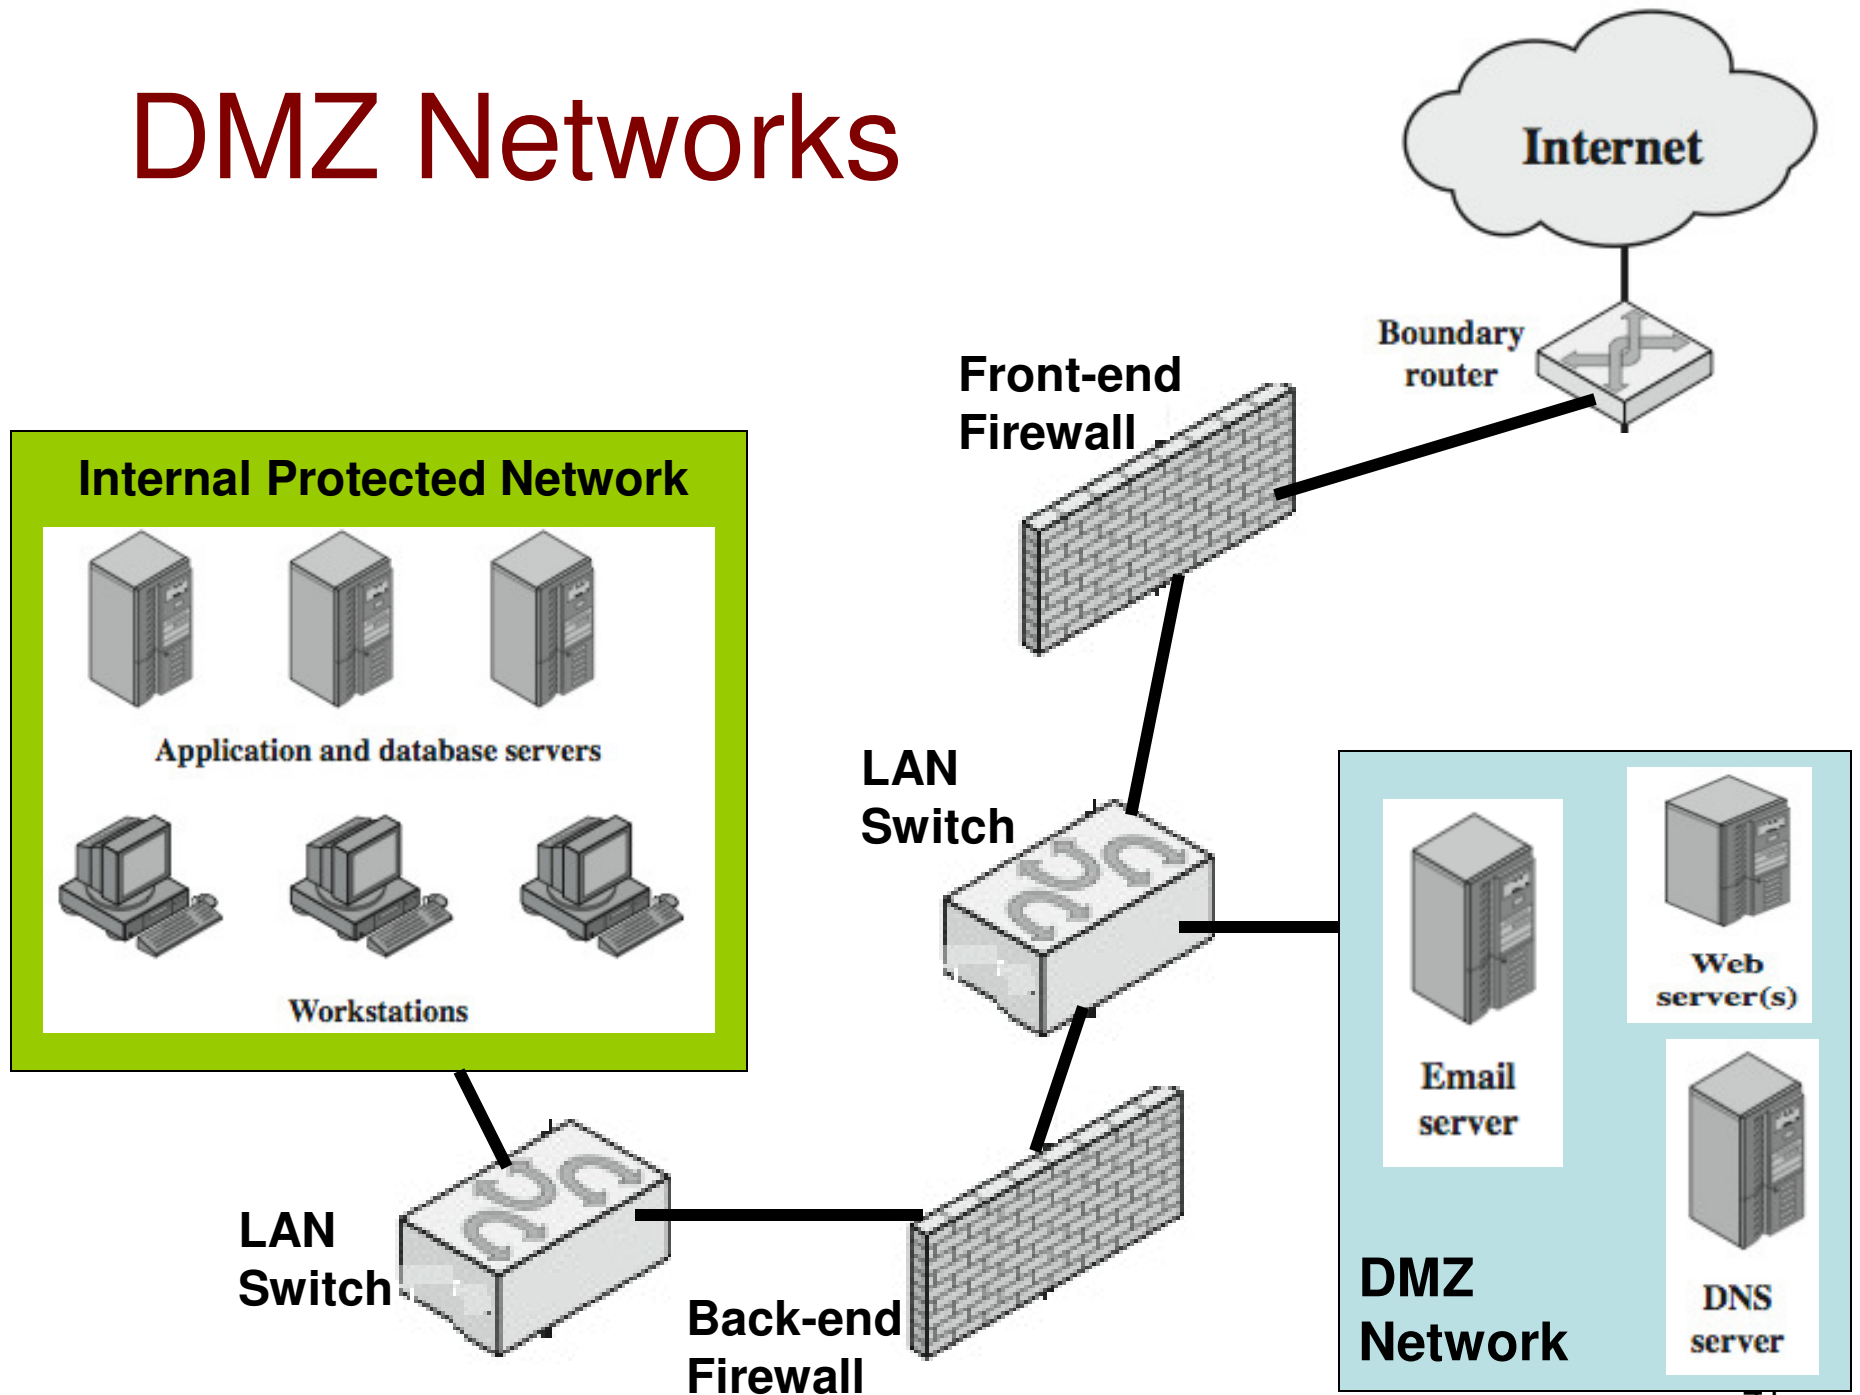 DMZ Networks
Internet
Boundary
router
Front-end
Firewall
Internal Protected Network
Application and database servers
Workstations
LAN
Switch
Web
server(s)
Email
server
DNS
server
DMZ
Network
LAN
Switch
Back-end
Firewall